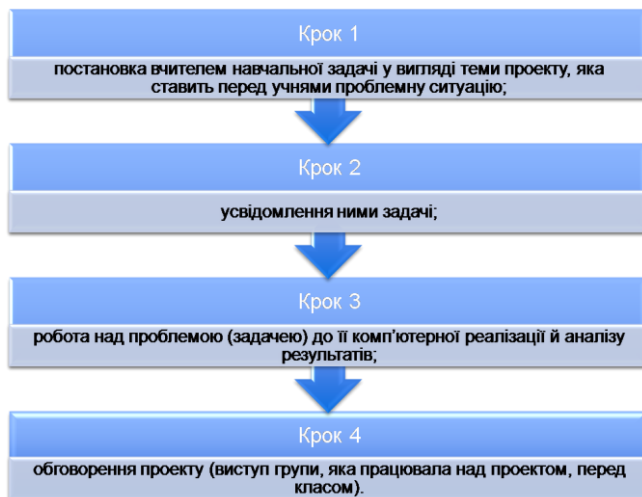 Крок 1
постановка вчителем навчальної задачі у вигляді теми проекту, яка
ставить перед учнями проблемну ситуацію;
Крок 2
усвідомлення ними задачі;
Крок 3
робота над проблемою (задачею) до її комп'ютерної реалізації й аналізу
результатів;
Крок 4
обговорення проекту (виступ групи, яка працювала над проектом, перед
класом).